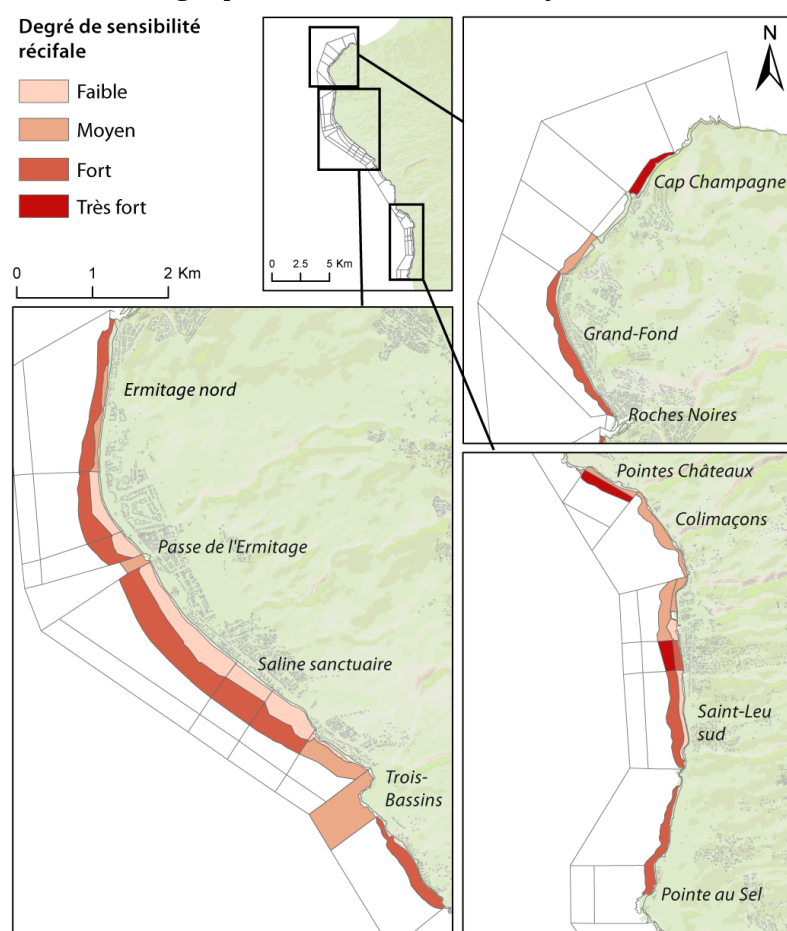 Degré de sensibilité
récifale
Faible
Moyen
Fort
Très fort
0 1 2 Km
0 2.5 5 Km
N
Cap Champagne
Grand-Fond
Roches Noires
Ermitage nord
Passe de l'Ermitage
Saline sanctuaire
Trois-
Bassins
Pointes Châteaux
Colimaçons
Saint-Leu
sud
Pointe au Sel